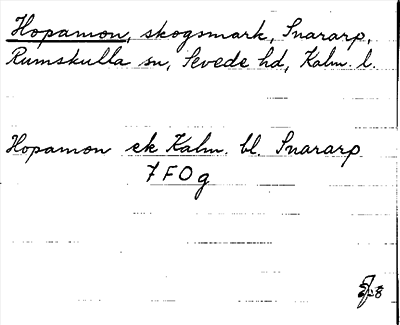 Hopamon, skogsmark, Snararp,
Rumskulla sn, Sevede hd, Kalm. l.
Hopamon ek Kalm. bl. Snararp
7 F O g